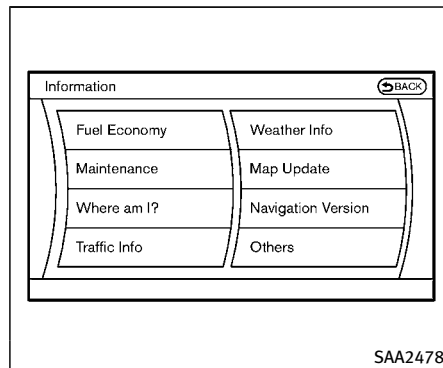 Information
BACK
Fuel Economy
Weather Info
Maintenance
Map Update
Where am I?
Navigation Version
Traffic Info
Others
SAA2478